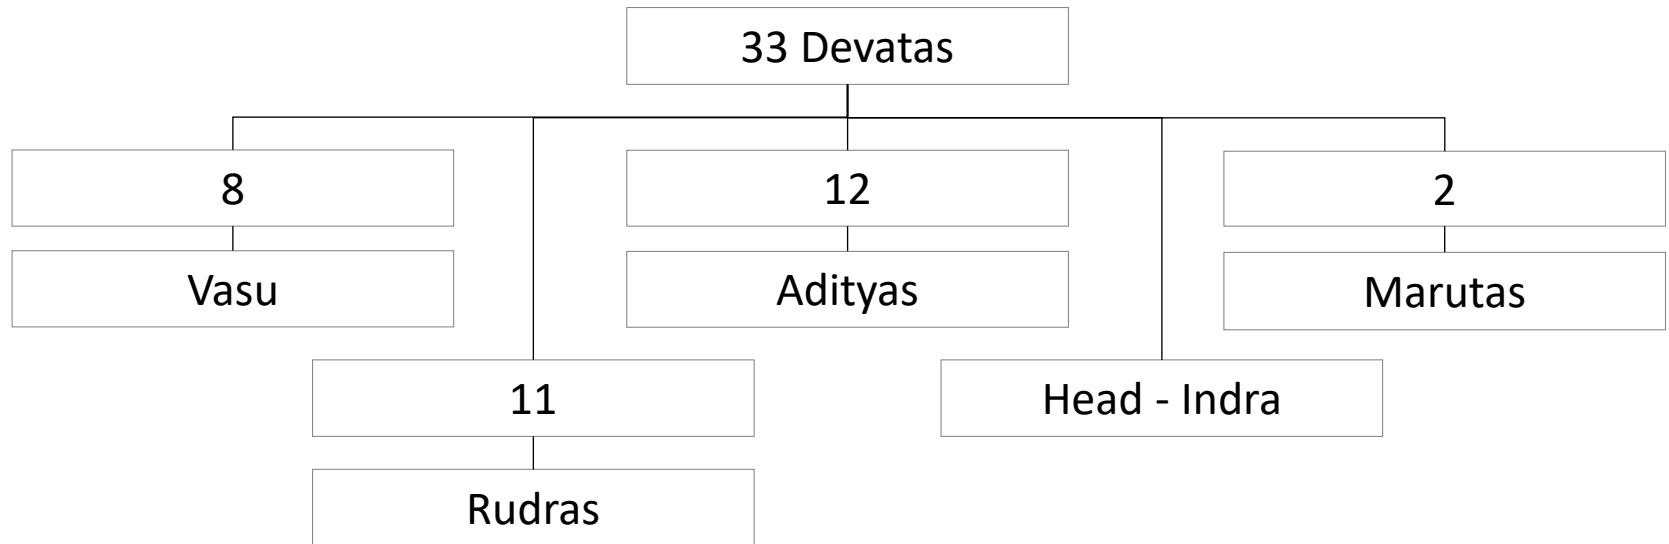 33 Devatas
8
12
2
Vasu
Adityas
Marutas
11
Head - Indra
Rudras